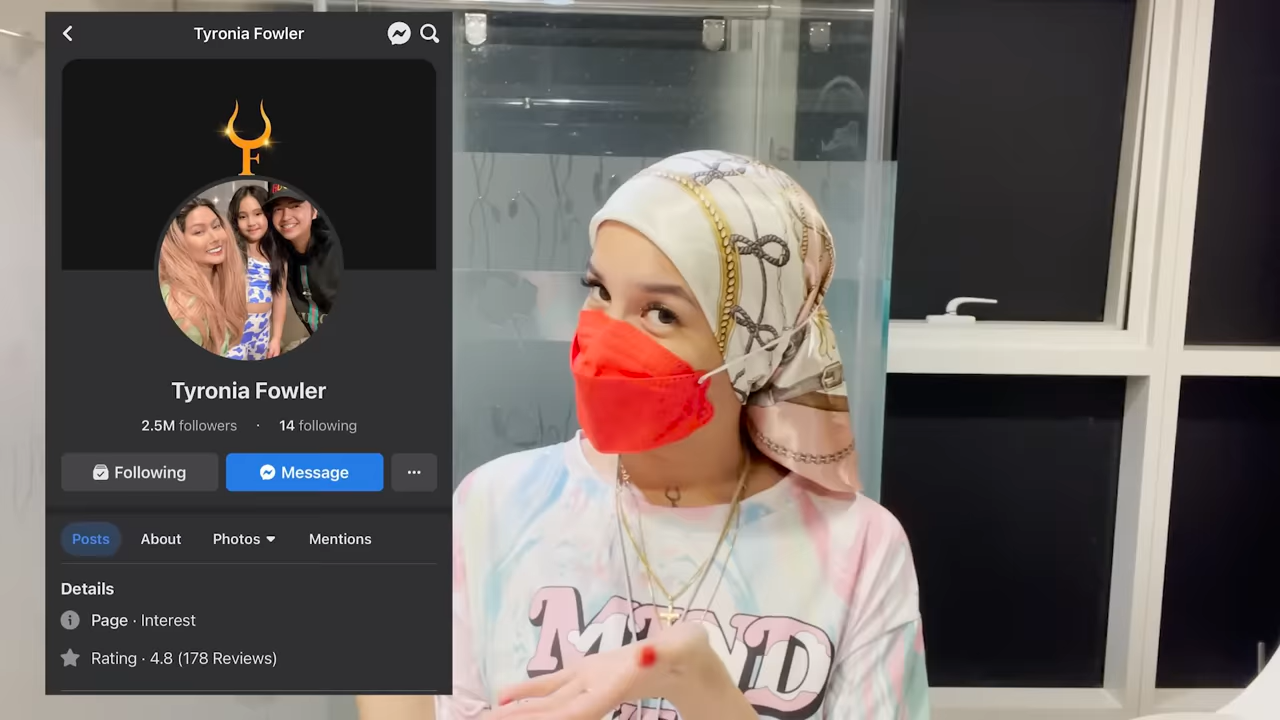 Tyronia Fowler
F
Tyronia Fowler
2.5M followers · 14 following
Following
Message
Posts
About
Photos
Mentions
Details
Page · Interest
Rating · 4.8 (178 Reviews)